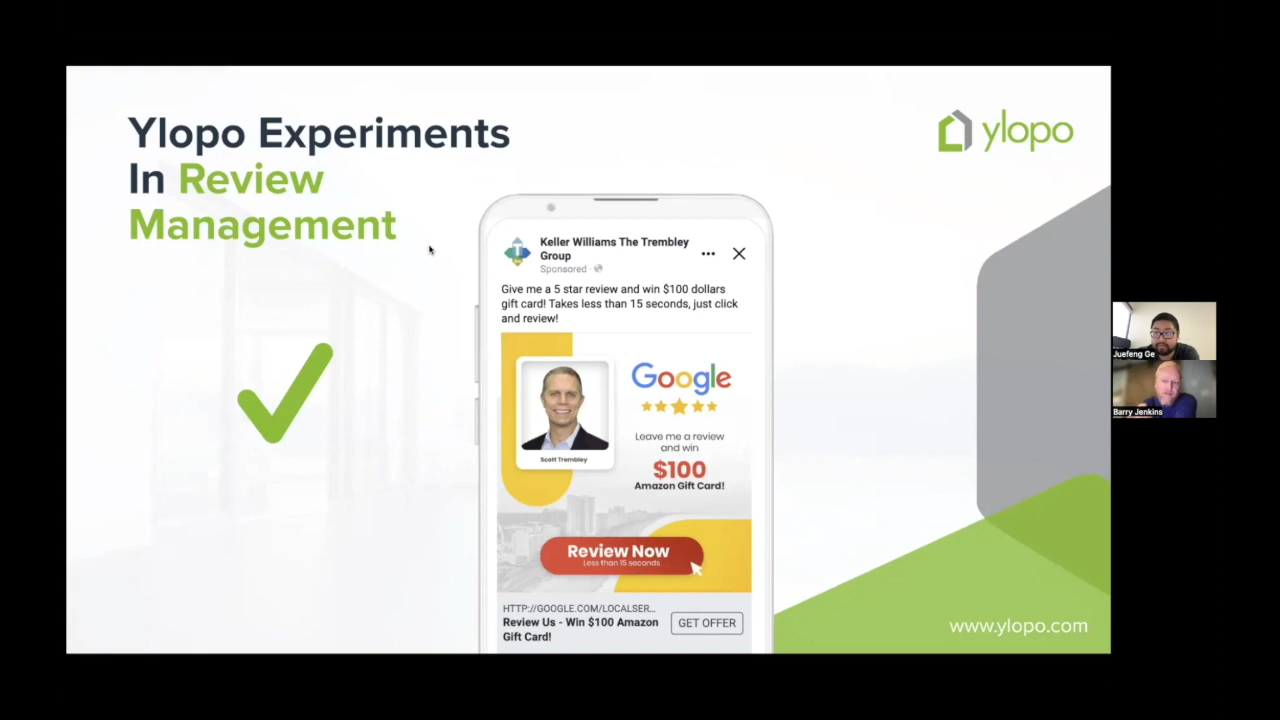 Ylopo Experiments
In Review
Management
ylopo
Keller Williams The Trembley
Group
Sponsored
Give me a 5 star review and win $100 dollars
gift card! Takes less than 15 seconds, just click
and review!
Scott Trembley
Google
Leave me a review
and win
$100
Amazon Gift Card!
Review Now
Less than 15 seconds
HTTP://GOOGLE.COM/LOCALSER...
Review Us - Win $100 Amazon
Gift Card!
GET OFFER
www.ylopo.com
Juefeng Ge
Barry Jenkins